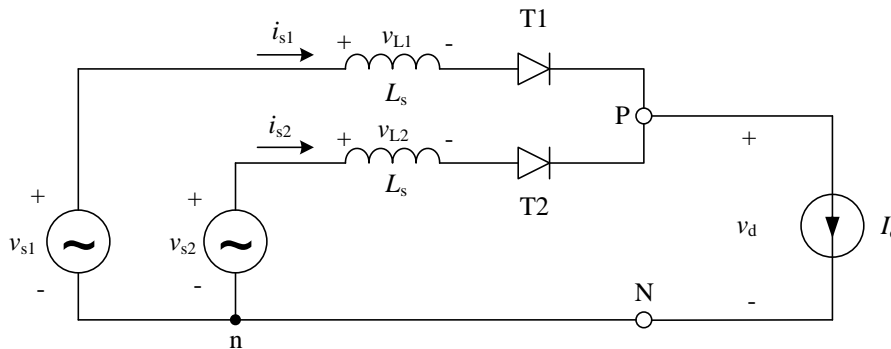 T1
i_s1
+ v_L1 -
L_s
P
i_s2
+ v_L2 -
+
L_s
T2
+
+
v_s1
v_s2
v_d
-
-
N
-
n